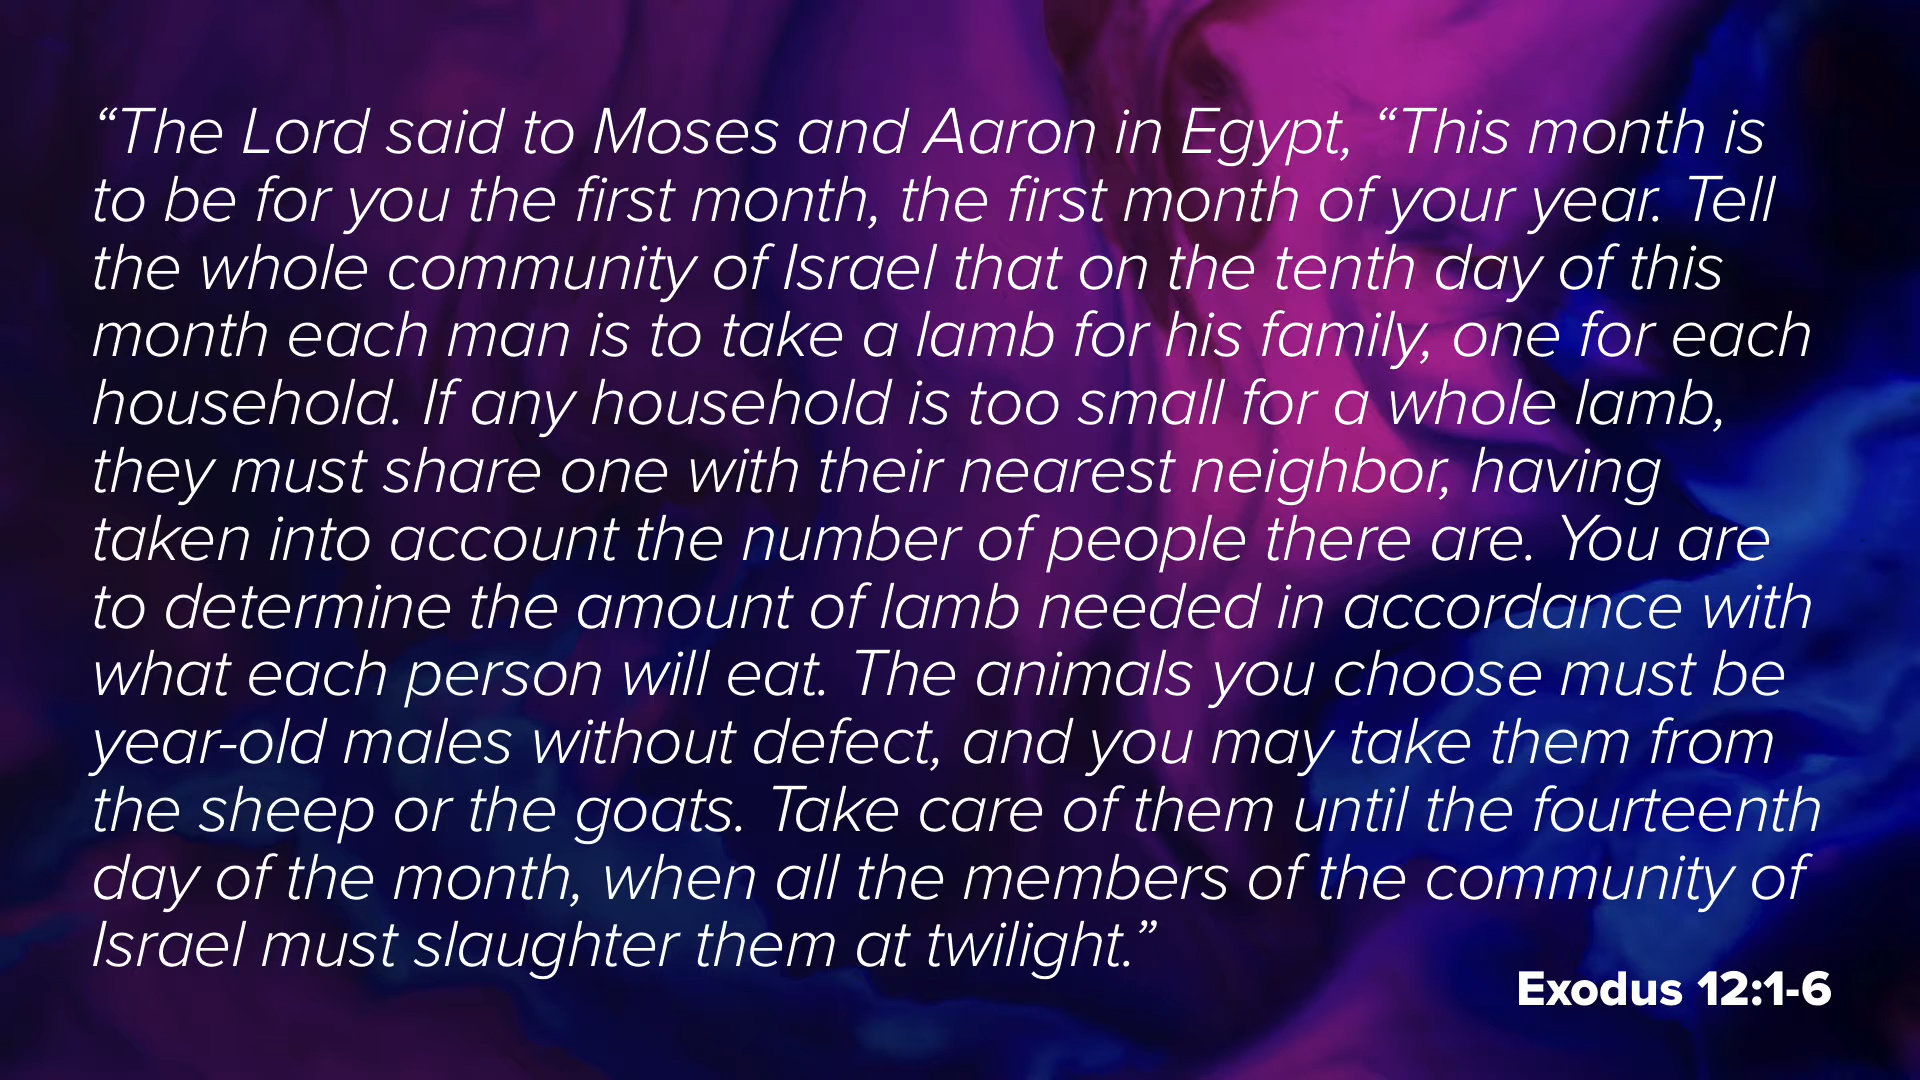 “The Lord said to Moses and Aaron in Egypt, “This month is
to be for you the first month, the first month of your year. Tell
the whole community of Israel that on the tenth day of this
month each man is to take a lamb for his family, one for each
household. If any household is too small for a whole lamb,
they must share one with their nearest neighbor, having
taken into account the number of people there are. You are
to determine the amount of lamb needed in accordance with
what each person will eat. The animals you choose must be
year-old males without defect, and you may take them from
the sheep or the goats. Take care of them until the fourteenth
day of the month, when all the members of the community of
Israel must slaughter them at twilight.”
Exodus 12:1-6